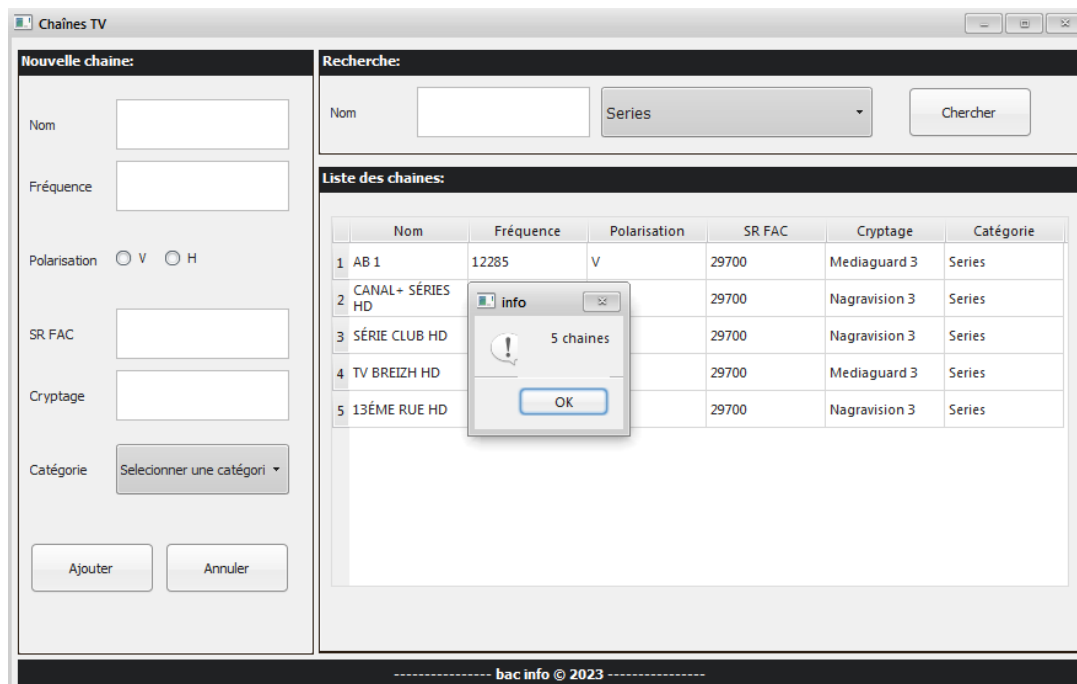 Chaînes TV
Nouvelle chaine:
Nom
Fréquence
Polarisation V H
SR FAC
Cryptage
Catégorie Selecionner une catégori
Ajouter Annuler
Recherche:
Nom Series Chercher
Liste des chaines:
Nom Fréquence Polarisation SR FAC Cryptage Catégorie
1 AB 1 12285 V 29700 Mediaguard 3 Series
2 CANAL+ SÉRIES HD 29700 Nagravision 3 Series
3 SÉRIE CLUB HD 29700 Nagravision 3 Series
4 TV BREIZH HD 29700 Mediaguard 3 Series
5 13ÉME RUE HD 29700 Nagravision 3 Series
info
5 chaines
OK
---------------- bac info © 2023 ----------------